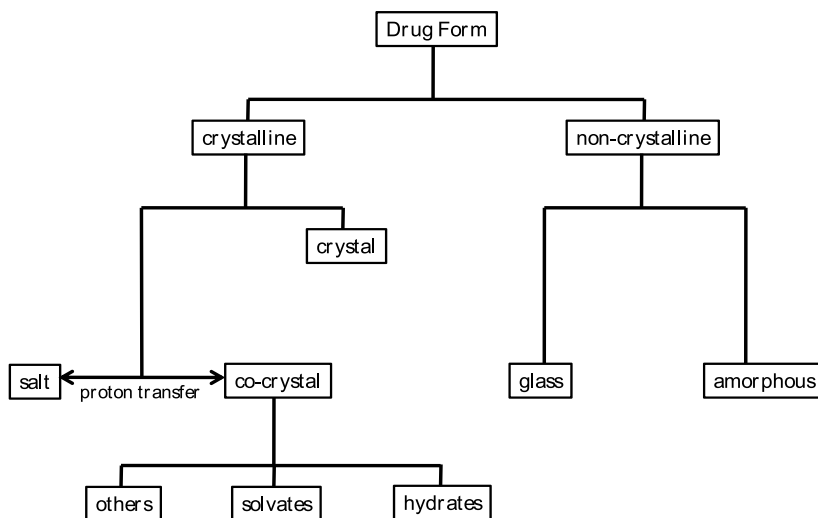 Drug Form
crystalline
non-crystalline
crystal
salt
proton transfer
co-crystal
glass
amorphous
others
solvates
hydrates